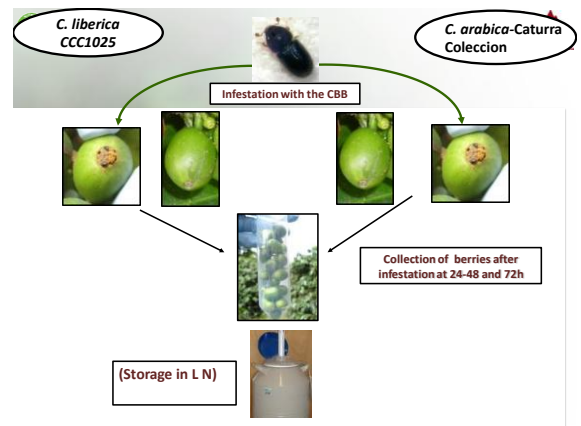 C. liberica
CCC1025
C. arabica-Caturra
Coleccion
Infestation with the CBB
Collection of berries after
infestation at 24-48 and 72h
(Storage in L N)